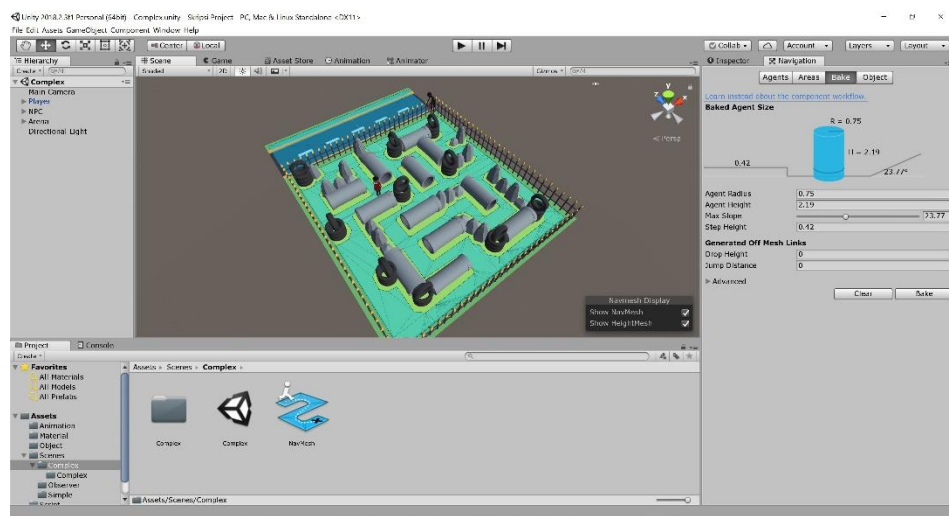 Unity 2018.2.3f1 Personal (64bit) - Complex.unity - Skripsi Project - PC, Mac & Linux Standalone <DX11>
File Edit Assets GameObject Component Window Help
Center Local
Collab Account Layers Layout
Hierarchy
Create
Complex
Main Camera
Player
NPC
Arena
Directional Light
Scene Game Asset Store Animation Animator
Shaded 2D Gizmos
y
z
Persp
Navmesh Display
Show NavMesh
Show HeightMesh
Inspector Navigation
Agents Areas Bake Object
Learn instead about the component workflow.
Baked Agent Size
R = 0.75
H = 2.19
0.42
23.77°
Agent Radius 0.75
Agent Height 2.19
Max Slope 23.77
Step Height 0.42
Generated Off Mesh Links
Drop Height 0
Jump Distance 0
Advanced
Clear Bake
Project Console
Create
Favorites
All Materials
All Models
All Prefabs
Assets
Animation
Material
Object
Scenes
Complex
Complex
Observer
Simple
Script
Assets Scenes Complex
Complex Complex NavMesh
Assets/Scenes/Complex